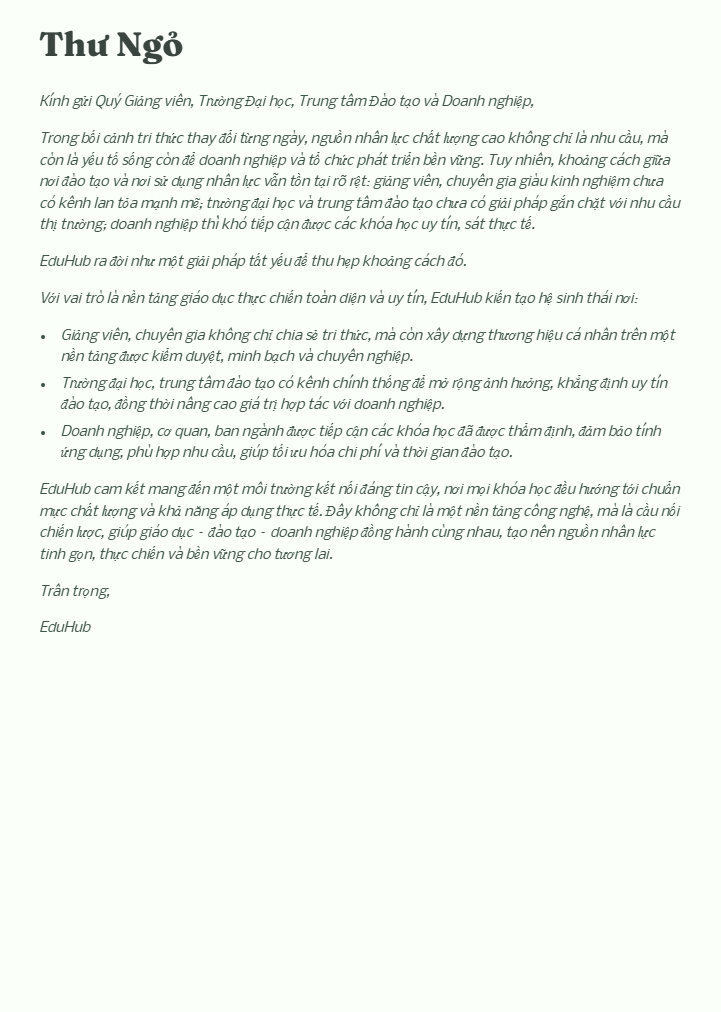 Thư Ngỏ
Kính gửi Quý Giảng viên, Trường Đại học, Trung tâm Đào tạo và Doanh nghiệp,
Trong bối cảnh tri thức thay đổi từng ngày, nguồn nhân lực chất lượng cao không chỉ là nhu cầu, mà
còn là yếu tố sống còn để doanh nghiệp và tổ chức phát triển bền vững. Tuy nhiên, khoảng cách giữa
nơi đào tạo và nơi sử dụng nhân lực vẫn tồn tại rõ rệt: giảng viên, chuyên gia giàu kinh nghiệm chưa
có kênh lan tỏa mạnh mẽ; trường đại học và trung tâm đào tạo chưa có giải pháp gắn chặt với nhu cầu
thị trường; doanh nghiệp thì khó tiếp cận được các khóa học uy tín, sát thực tế.
EduHub ra đời như một giải pháp tất yếu để thu hẹp khoảng cách đó.
Với vai trò là nền tảng giáo dục thực chiến toàn diện và uy tín, EduHub kiến tạo hệ sinh thái nơi:
• Giảng viên, chuyên gia không chỉ chia sẻ tri thức, mà còn xây dựng thương hiệu cá nhân trên một
nền tảng được kiểm duyệt, minh bạch và chuyên nghiệp.
• Trường đại học, trung tâm đào tạo có kênh chính thống để mở rộng ảnh hưởng, khẳng định uy tín
đào tạo, đồng thời nâng cao giá trị hợp tác với doanh nghiệp.
• Doanh nghiệp, cơ quan, ban ngành được tiếp cận các khóa học đã được thẩm định, đảm bảo tính
ứng dụng, phù hợp nhu cầu, giúp tối ưu hóa chi phí và thời gian đào tạo.
EduHub cam kết mang đến một môi trường kết nối đáng tin cậy, nơi mọi khóa học đều hướng tới chuẩn
mực chất lượng và khả năng áp dụng thực tế. Đây không chỉ là một nền tảng công nghệ, mà là cầu nối
chiến lược, giúp giáo dục - đào tạo - doanh nghiệp đồng hành cùng nhau, tạo nên nguồn nhân lực
tinh gọn, thực chiến và bền vững cho tương lai.
Trân trọng,
EduHub